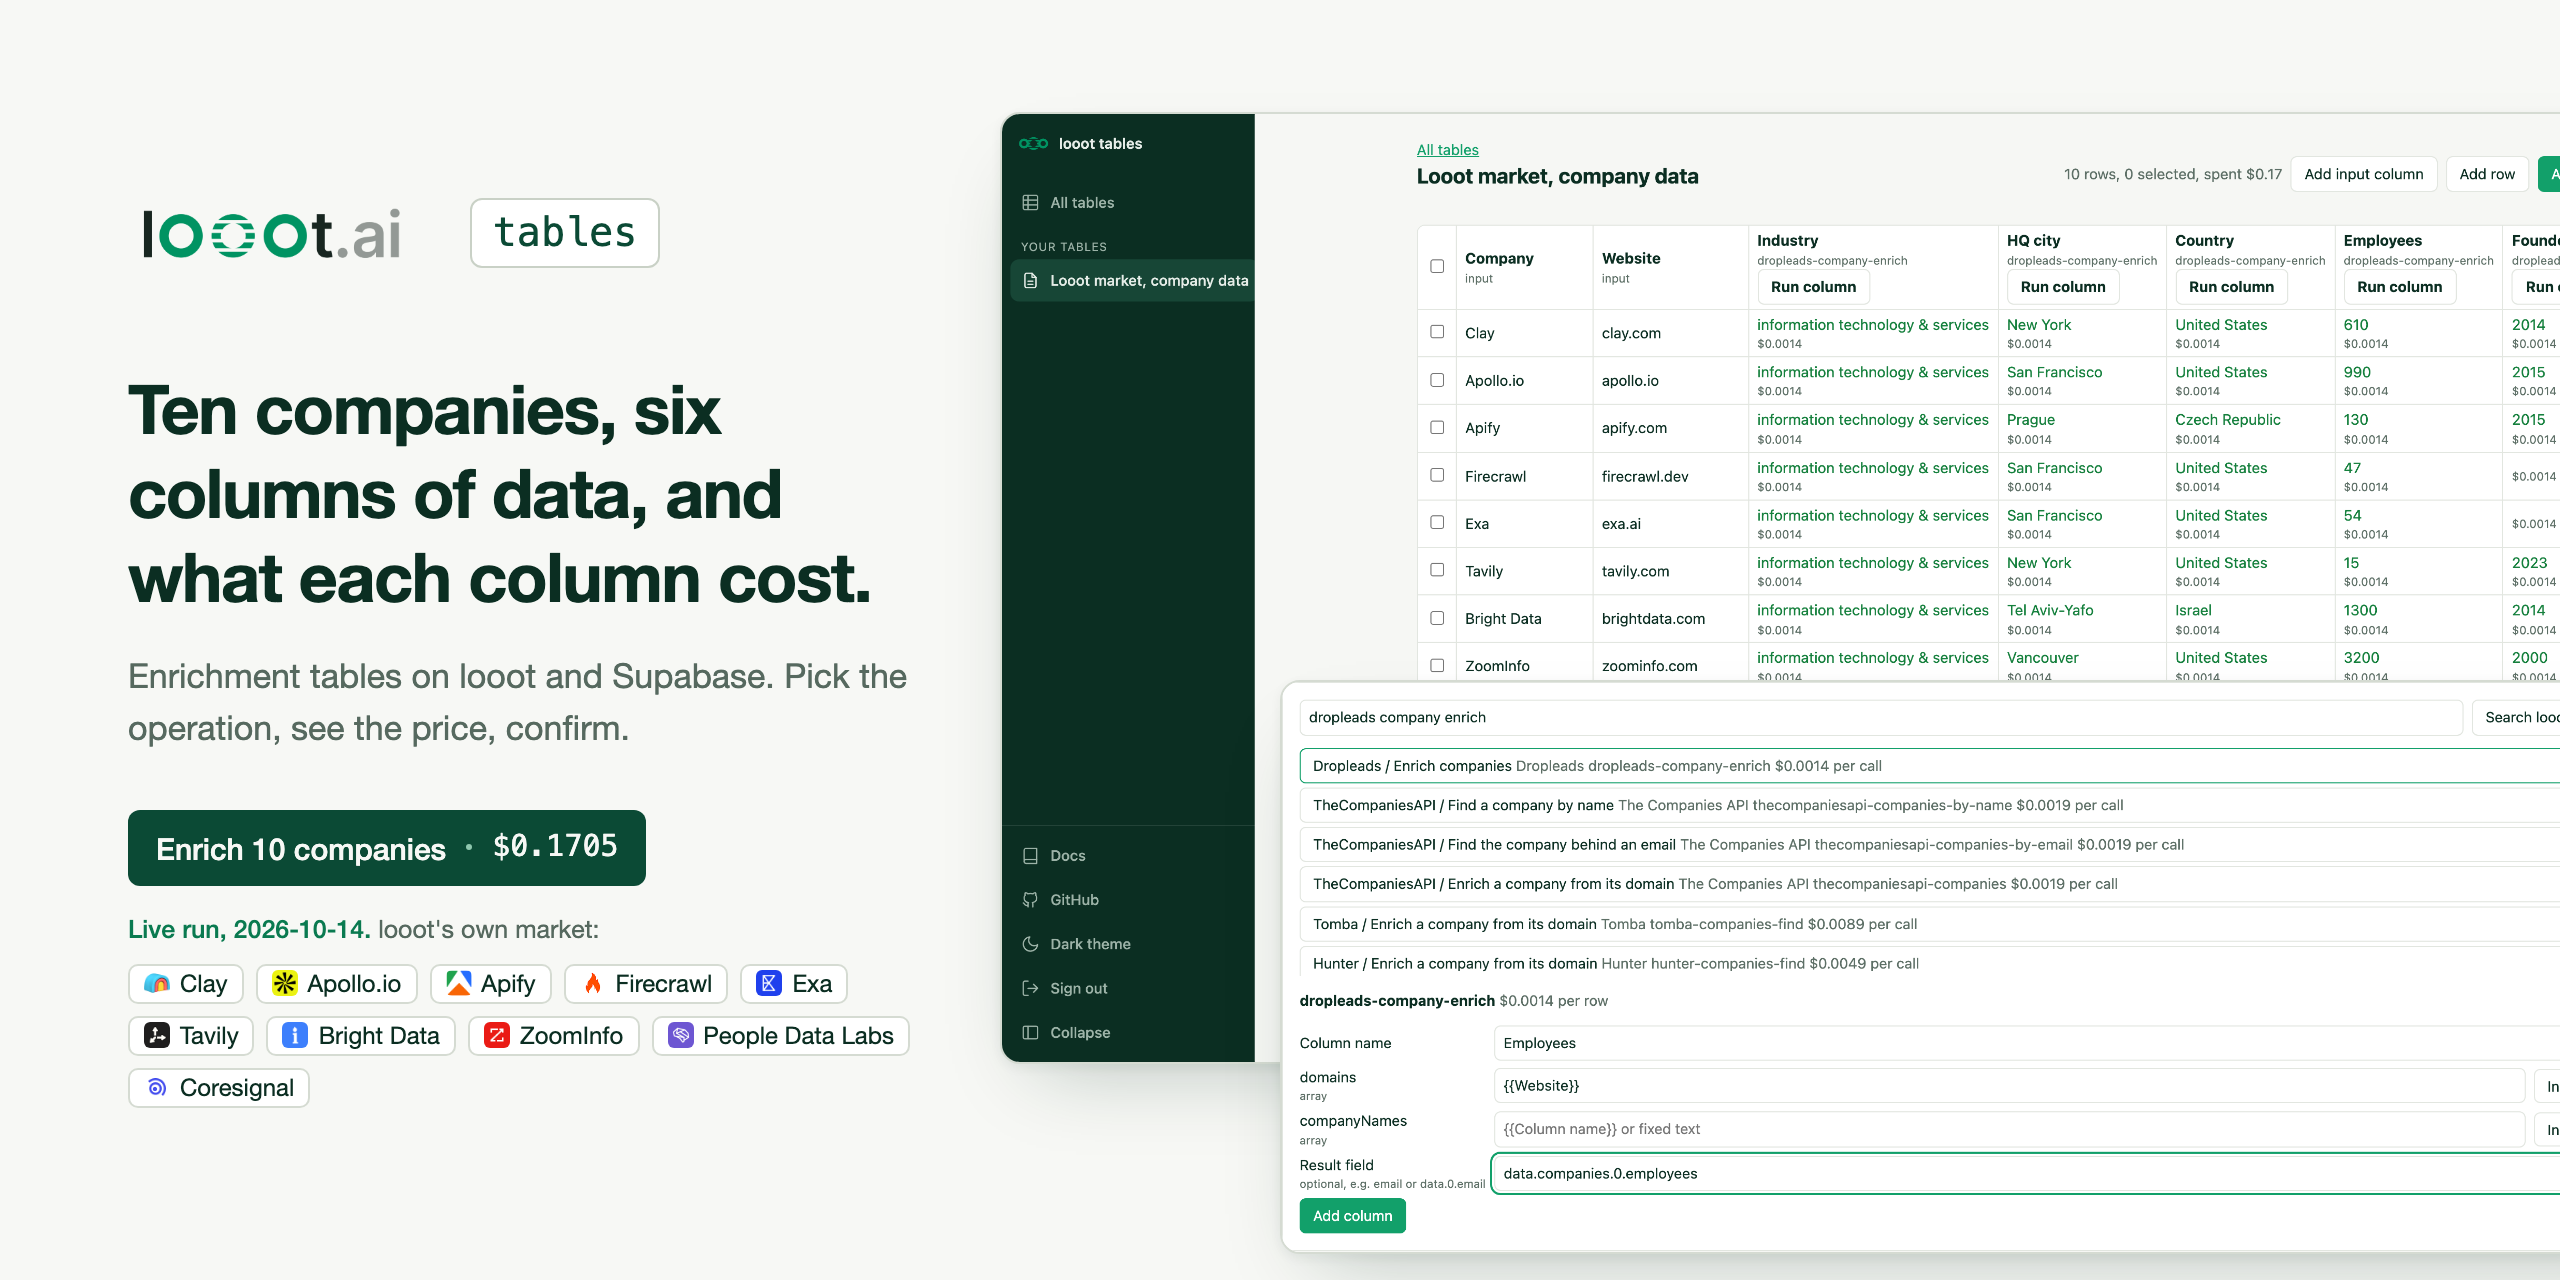 looot.ai
tables
Ten companies, six
columns of data, and
what each column cost.
Enrichment tables on looot and Supabase. Pick the
operation, see the price, confirm.
Enrich 10 companies · $0.1705
Live run, 2026-10-14. looot's own market:
Clay Apollo.io Apify Firecrawl Exa
Tavily Bright Data ZoomInfo People Data Labs
Coresignal
looot tables
All tables
YOUR TABLES
Looot market, company data
Docs
GitHub
Dark theme
Sign out
Collapse
All tables
Looot market, company data
10 rows, 0 selected, spent $0.17 Add input column Add row
Company Website Industry HQ city Country Employees
input input dropleads-company-enrich dropleads-company-enrich dropleads-company-enrich dropleads-company-enrich
Run column Run column Run column Run column Run
Clay clay.com information technology & services New York United States 610 2014
$0.0014 $0.0014 $0.0014 $0.0014 $0.0014
Apollo.io apollo.io information technology & services San Francisco United States 990 2015
$0.0014 $0.0014 $0.0014 $0.0014 $0.0014
Apify apify.com information technology & services Prague Czech Republic 130 2015
$0.0014 $0.0014 $0.0014 $0.0014 $0.0014
Firecrawl firecrawl.dev information technology & services San Francisco United States 47
$0.0014 $0.0014 $0.0014 $0.0014 $0.0014
Exa exa.ai information technology & services San Francisco United States 54
$0.0014 $0.0014 $0.0014 $0.0014 $0.0014
Tavily tavily.com information technology & services New York United States 15 2023
$0.0014 $0.0014 $0.0014 $0.0014 $0.0014
Bright Data brightdata.com information technology & services Tel Aviv-Yafo Israel 1300 2014
$0.0014 $0.0014 $0.0014 $0.0014 $0.0014
ZoomInfo zoominfo.com information technology & services Vancouver United States 3200 2000
$0.0014 $0.0014 $0.0014 $0.0014 $0.0014
dropleads company enrich
Search looo
Dropleads / Enrich companies Dropleads dropleads-company-enrich $0.0014 per call
TheCompaniesAPI / Find a company by name The Companies API thecompaniesapi-companies-by-name $0.0019 per call
TheCompaniesAPI / Find the company behind an email The Companies API thecompaniesapi-companies-by-email $0.0019 per call
TheCompaniesAPI / Enrich a company from its domain The Companies API thecompaniesapi-companies $0.0019 per call
Tomba / Enrich a company from its domain Tomba tomba-companies-find $0.0089 per call
Hunter / Enrich a company from its domain Hunter hunter-companies-find $0.0049 per call
dropleads-company-enrich $0.0014 per row
Column name Employees
domains
array
{{Website}}
In
companyNames
array
{{Column name}} or fixed text
In
Result field
optional, e.g. email or data.0.email
data.companies.0.employees
Add column